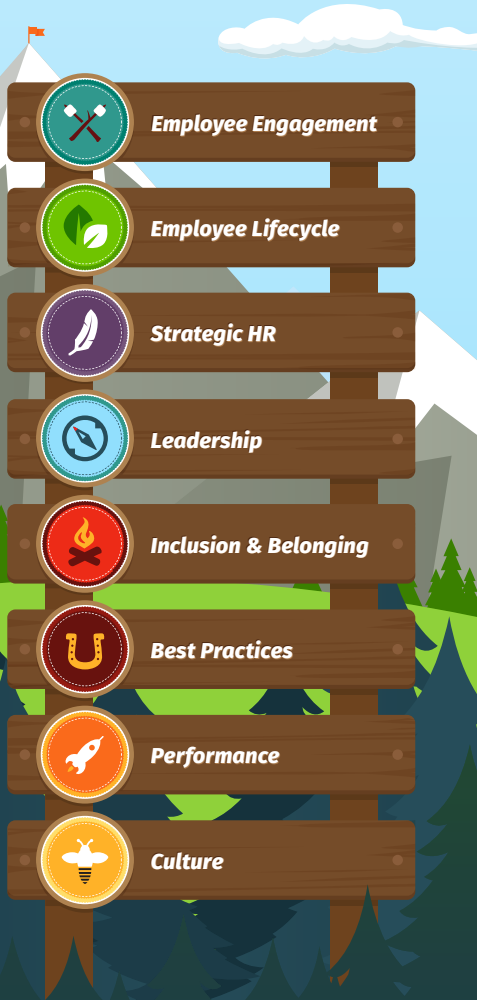 Employee Engagement
Employee Lifecycle
Strategic HR
Leadership
Inclusion & Belonging
Best Practices
Performance
Culture